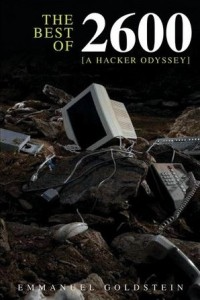 THE
BEST
OF
2600
[A HACKER ODYSSEY]
EMMANUEL GOLDSTEIN